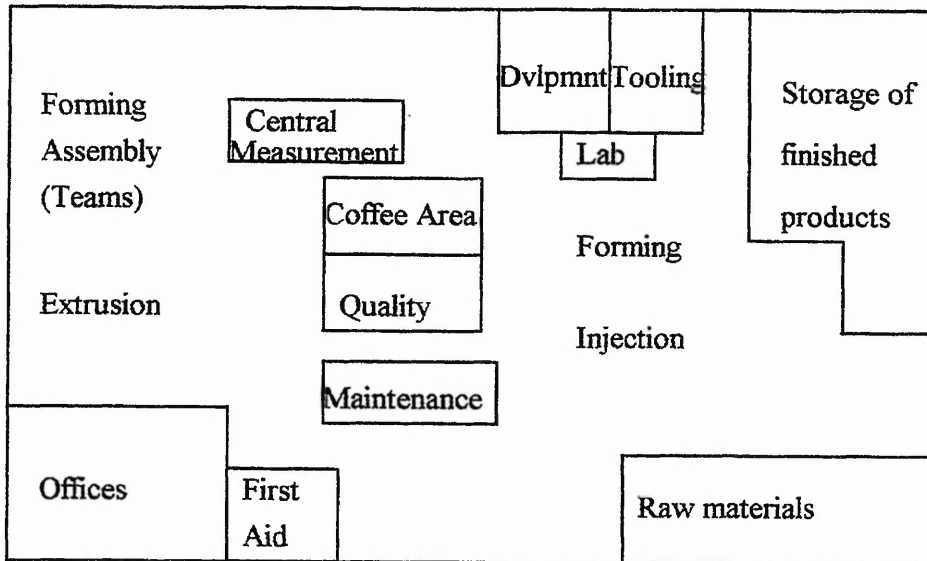 Dvlpmnt
Tooling
Storage of
finished
products
Forming
Assembly
(Teams)
Central
Measurement
Lab
Coffee Area
Forming
Extrusion
Quality
Injection
Maintenance
Offices
First
Aid
Raw materials